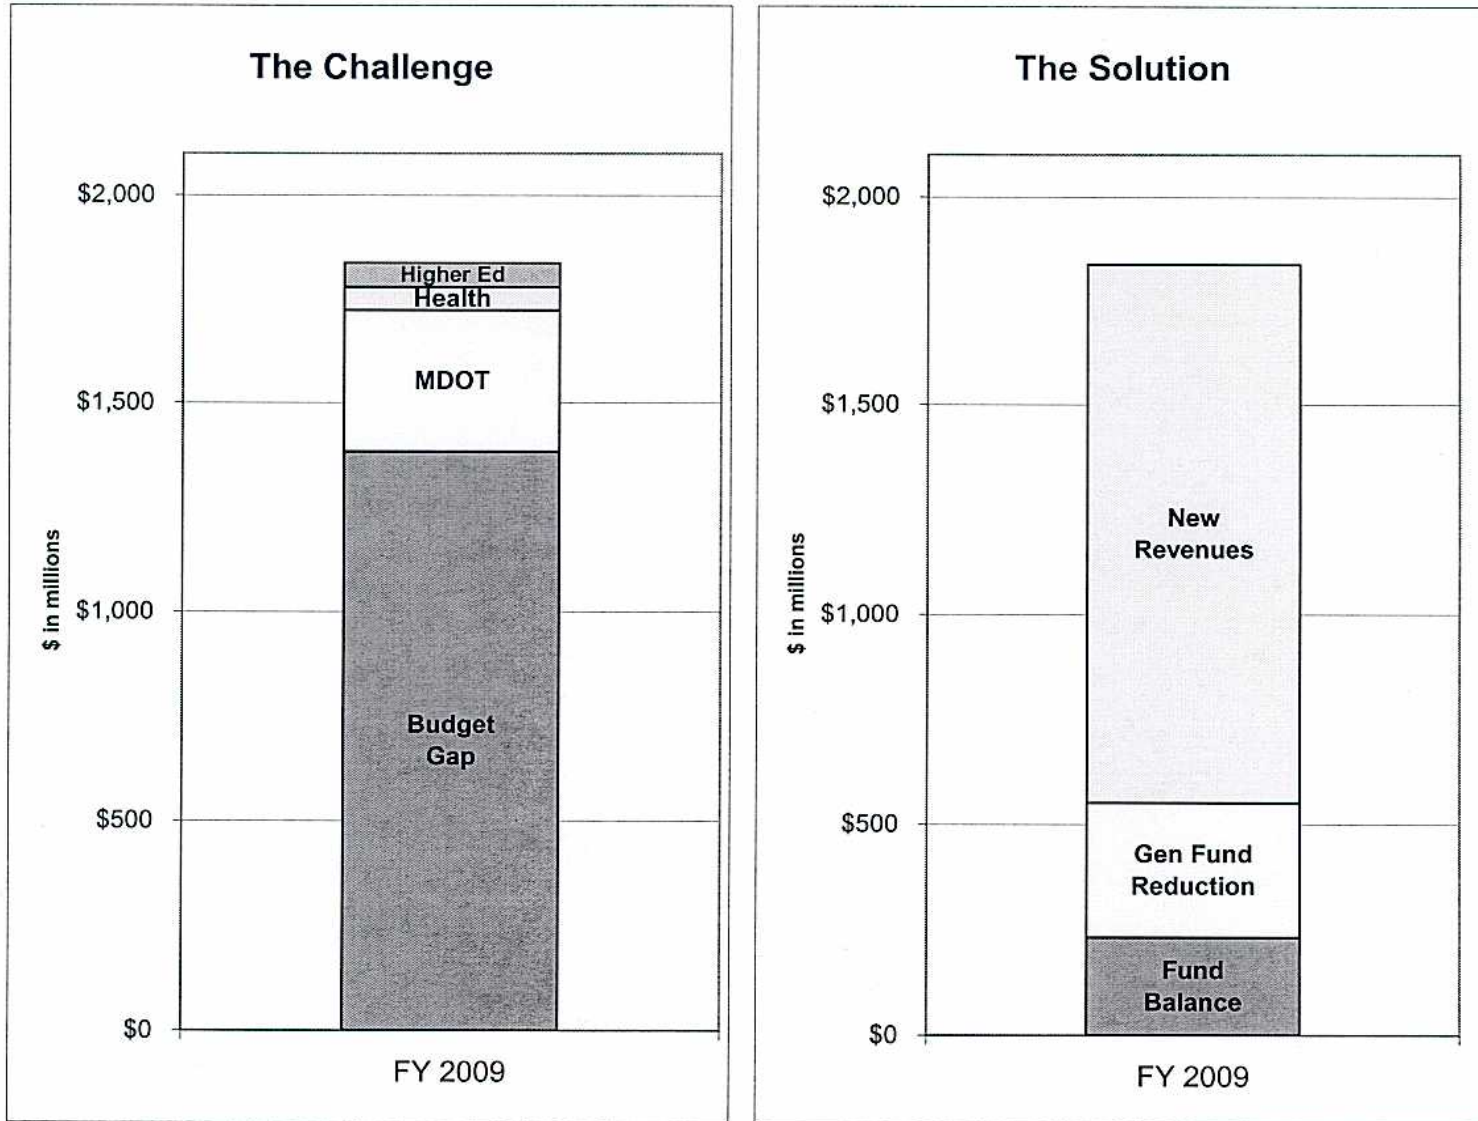 The Challenge
$2,000
$1,500
$1,000
$500
$0
$ in millions
Higher Ed
Health
MDOT
Budget
Gap
FY 2009
The Solution
$2,000
$1,500
$1,000
$500
$0
$ in millions
New
Revenues
Gen Fund
Reduction
Fund
Balance
FY 2009